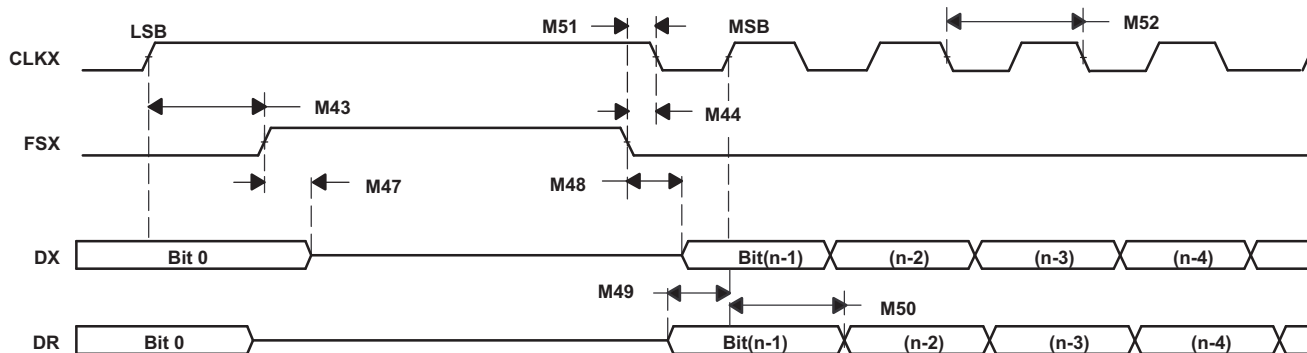 LSB
M51
MSB
M52
CLKX
M43
M44
FSX
M47
M48
DX
Bit 0
Bit(n-1)
(n-2)
(n-3)
(n-4)
M49
M50
DR
Bit 0
Bit(n-1)
(n-2)
(n-3)
(n-4)